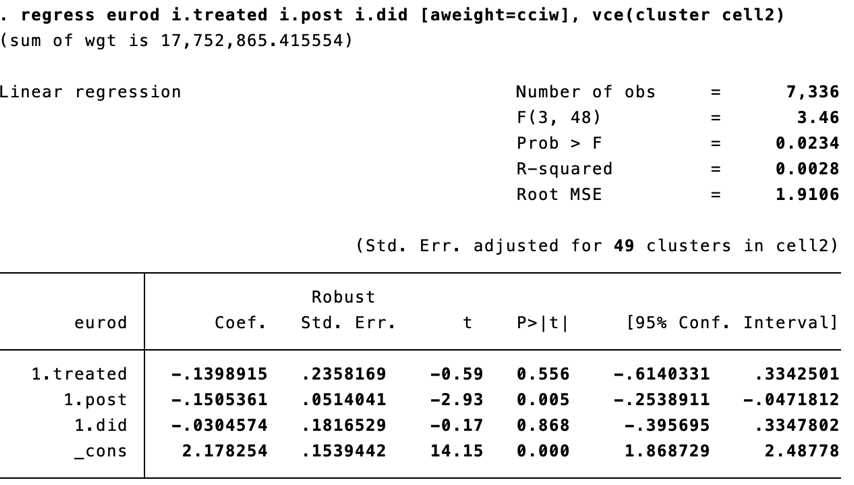 . regress eurod i.treated i.post i.did [aweight=cciw], vce(cluster cell2)
(sum of wgt is 17,752,865.415554)
Linear regression Number of obs = 7,336
F(3, 48) = 3.46
Prob > F = 0.0234
R-squared = 0.0028
Root MSE = 1.9106
(Std. Err. adjusted for 49 clusters in cell2)
Robust
eurod Coef. Std. Err. t P>|t| [95% Conf. Interval]
1.treated -.1398915 .2358169 -0.59 0.556 -.6140331 .3342501
1.post -.1505361 .0514041 -2.93 0.005 -.2538911 -.0471812
1.did -.0304574 .1816529 -0.17 0.868 -.395695 .3347802
_cons 2.178254 .1539442 14.15 0.000 1.868729 2.48778